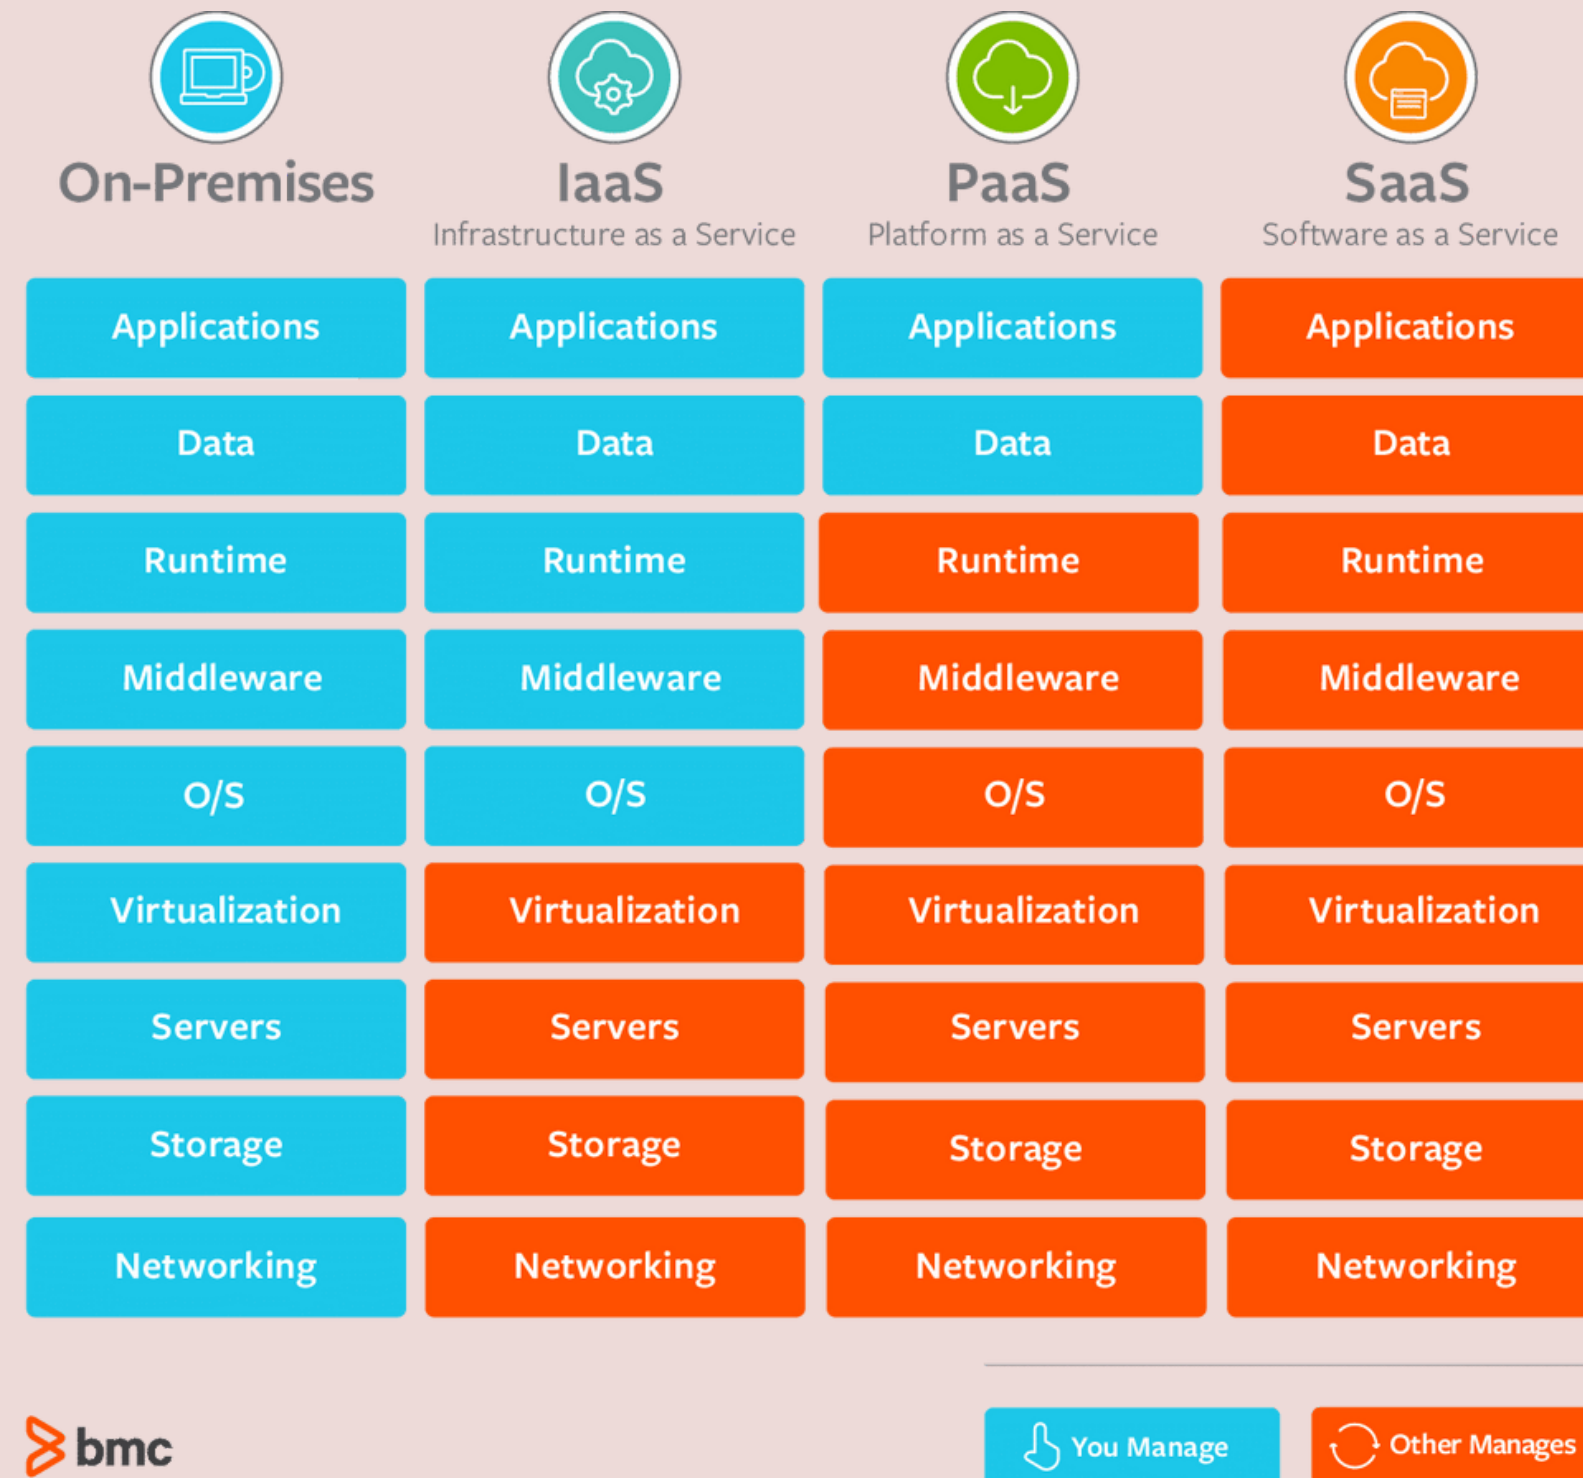 On-Premises
IaaS
Infrastructure as a Service
PaaS
Platform as a Service
SaaS
Software as a Service
Applications Applications Applications Applications
Data Data Data Data
Runtime Runtime Runtime Runtime
Middleware Middleware Middleware Middleware
O/S O/S O/S O/S
Virtualization Virtualization Virtualization Virtualization
Servers Servers Servers Servers
Storage Storage Storage Storage
Networking Networking Networking Networking
bmc
You Manage
Other Manages